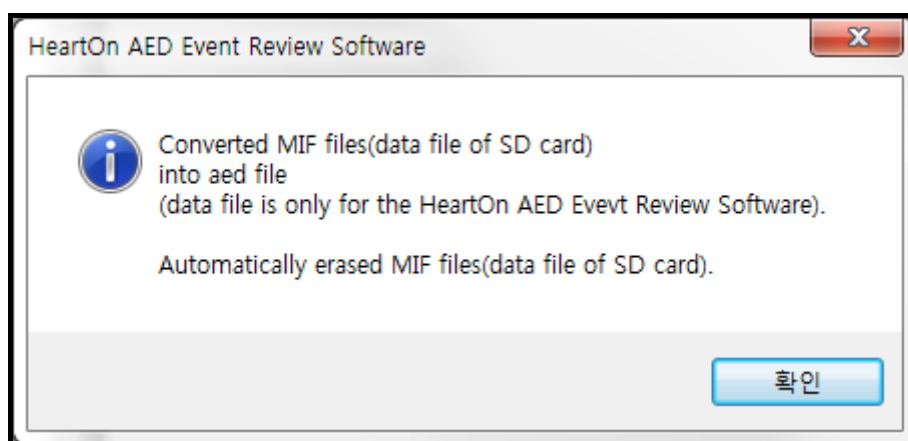 HeartOn AED Event Review Software
Converted MIF files(data file of SD card)
into aed file
(data file is only for the HeartOn AED Evevt Review Software).
Automatically erased MIF files(data file of SD card).
확인